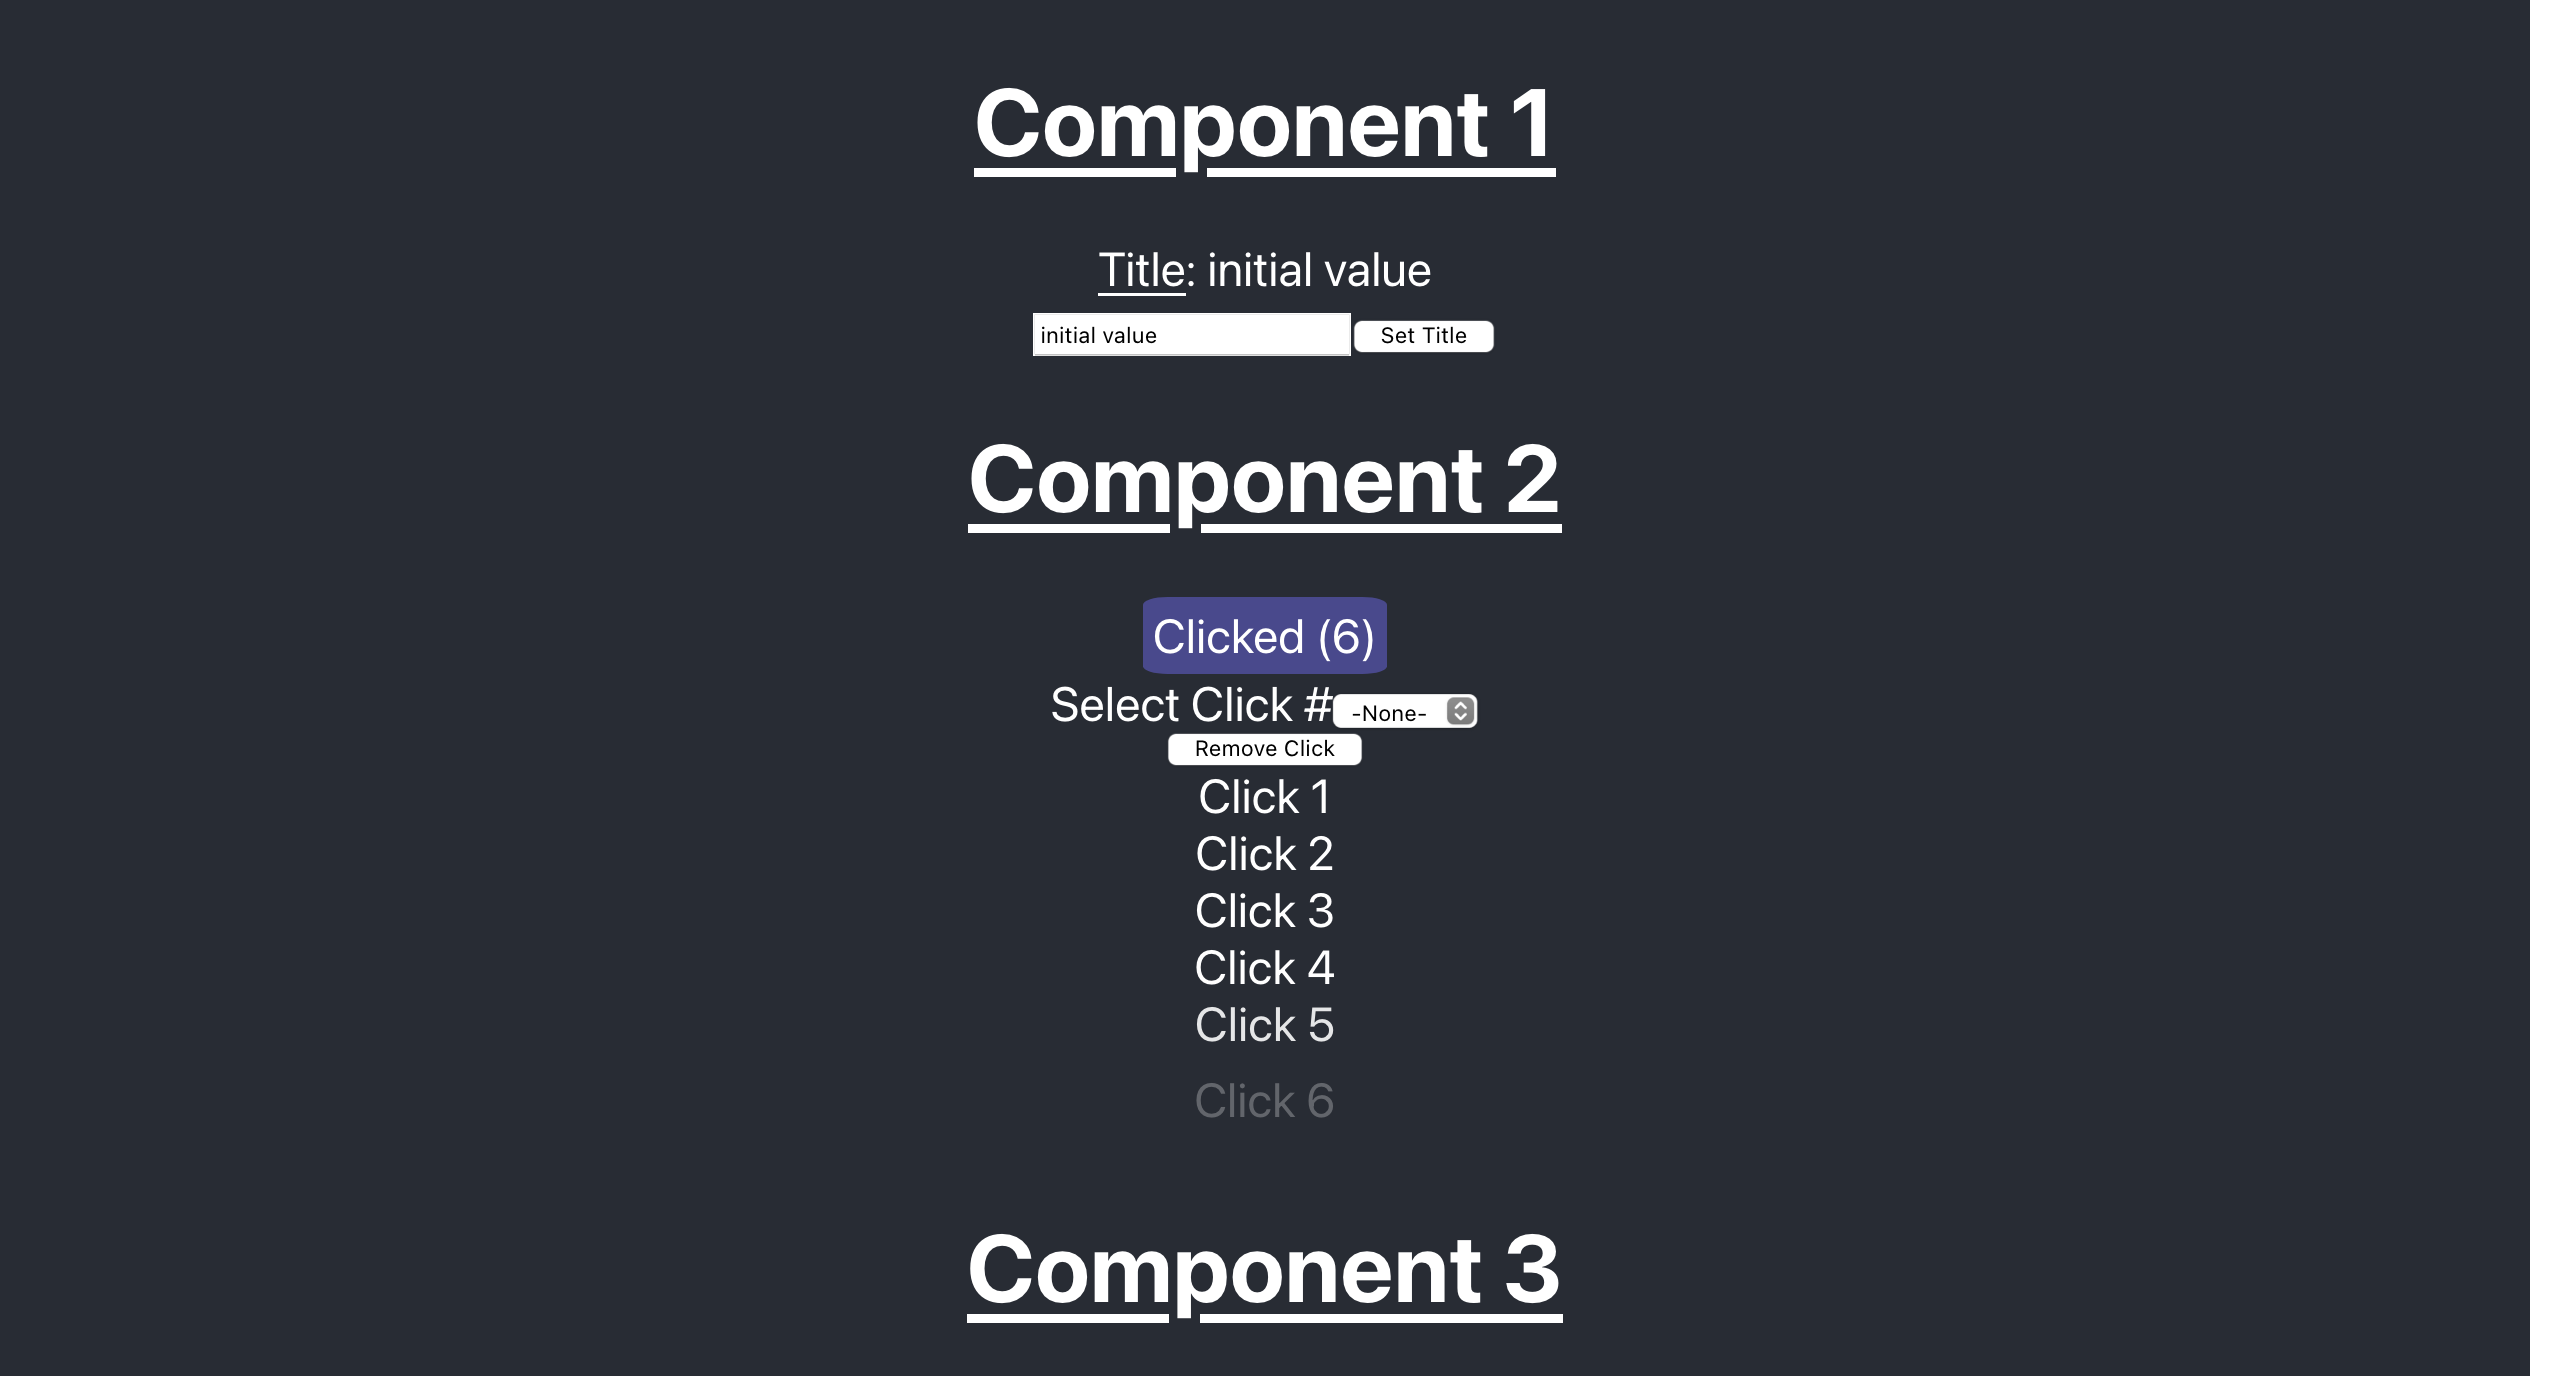 Component 1
Title: initial value
initial value Set Title
Component 2
Clicked (6)
Select Click # -None-
Remove Click
Click 1
Click 2
Click 3
Click 4
Click 5
Click 6
Component 3